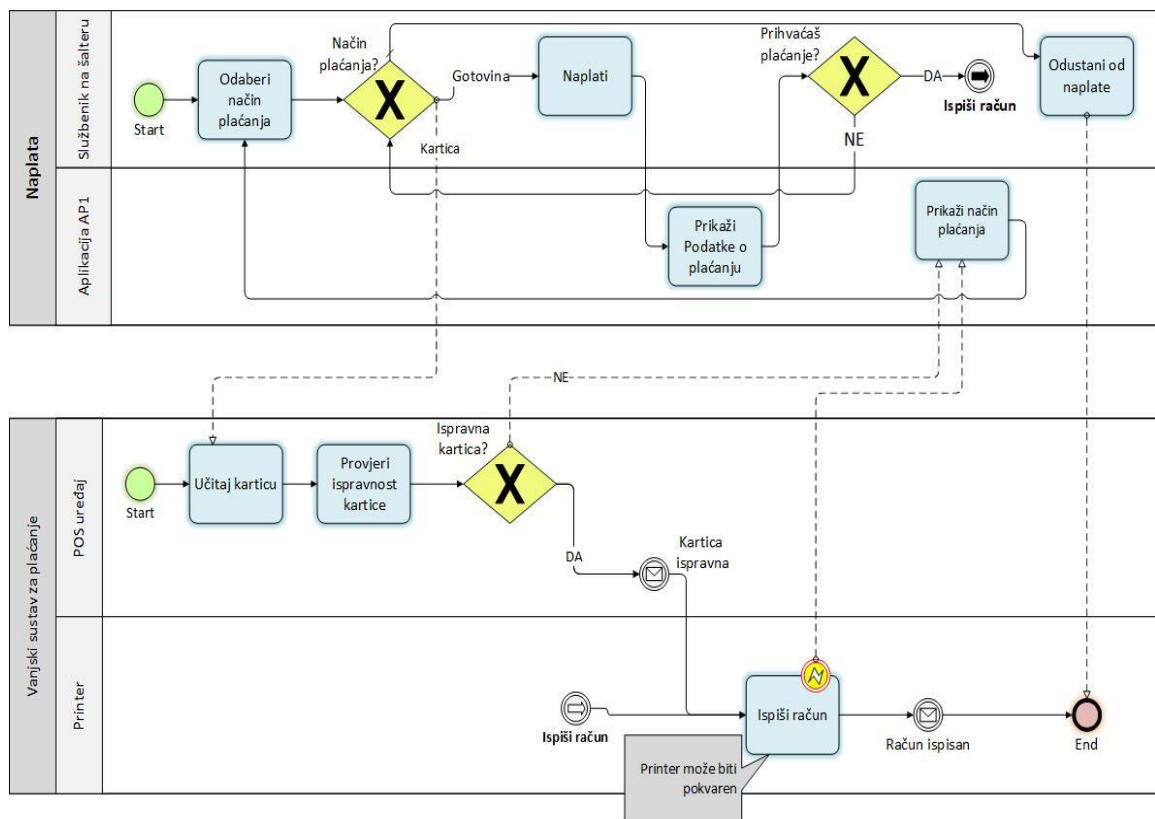 Naplata
Službenik na šalteru
Start
Odaberi
način
plaćanja
Način
plaćanja?
Gotovina
Kartica
Naplati
Prihvaćaš
plaćanje?
DA
NE
Ispiši račun
Odustani od
naplate
Aplikacija AP1
Prikaži
Podatke o
plaćanju
Prikaži način
plaćanja
NE
Vanjski sustav za plaćanje
POS uređaj
Start
Učitaj karticu
Provjeri
ispravnost
kartice
Ispravna
kartica?
DA
Kartica
ispravna
Printer
Ispiši račun
Ispiši račun
Račun ispisan
End
Printer može biti
pokvaren